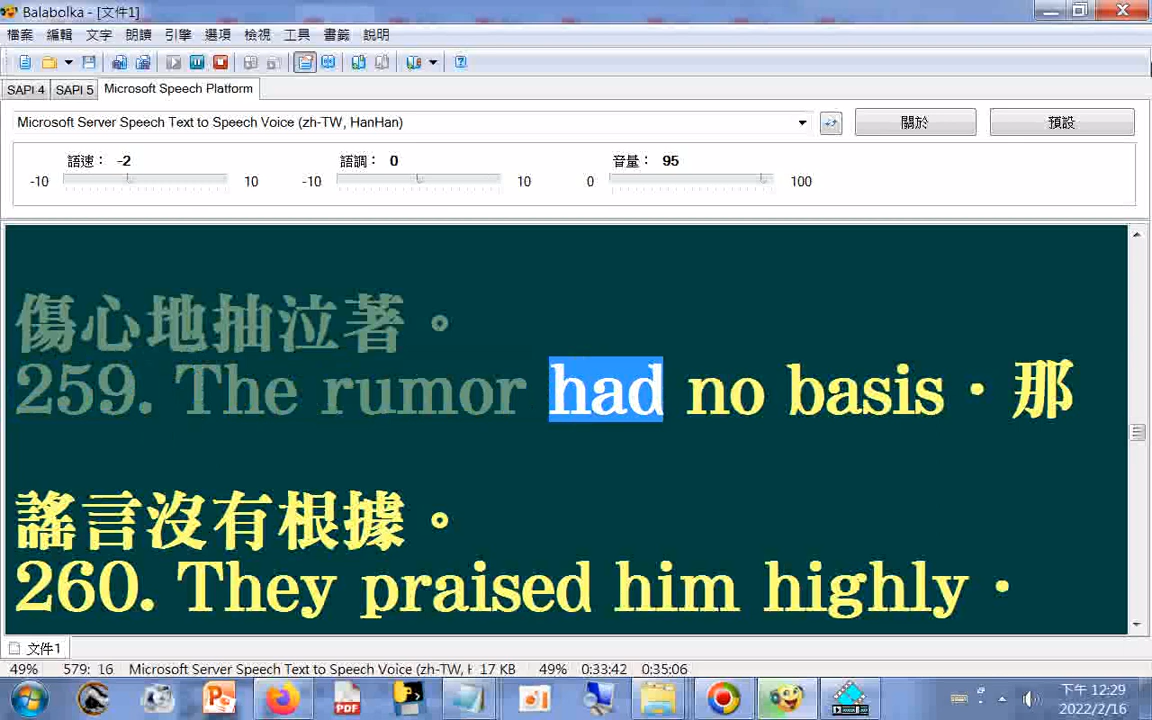 Balabolka - [文件1]
檔案 編輯 文字 朗讀 引擎 選項 檢視 工具 書籤 說明
SAPI 4 SAPI 5 Microsoft Speech Platform
Microsoft Server Speech Text to Speech Voice (zh-TW, HanHan) 關於 預設
語速： -2 語調： 0 音量： 95
-10 10 -10 10 0 100
傷心地抽泣著。
259. The rumor had no basis．那
謠言沒有根據。
260. They praised him highly．
文件1
49% 579: 16 Microsoft Server Speech Text to Speech Voice (zh-TW, H 17 KB 49% 0:33:42 0:35:06
下午 12:29
2022/2/16